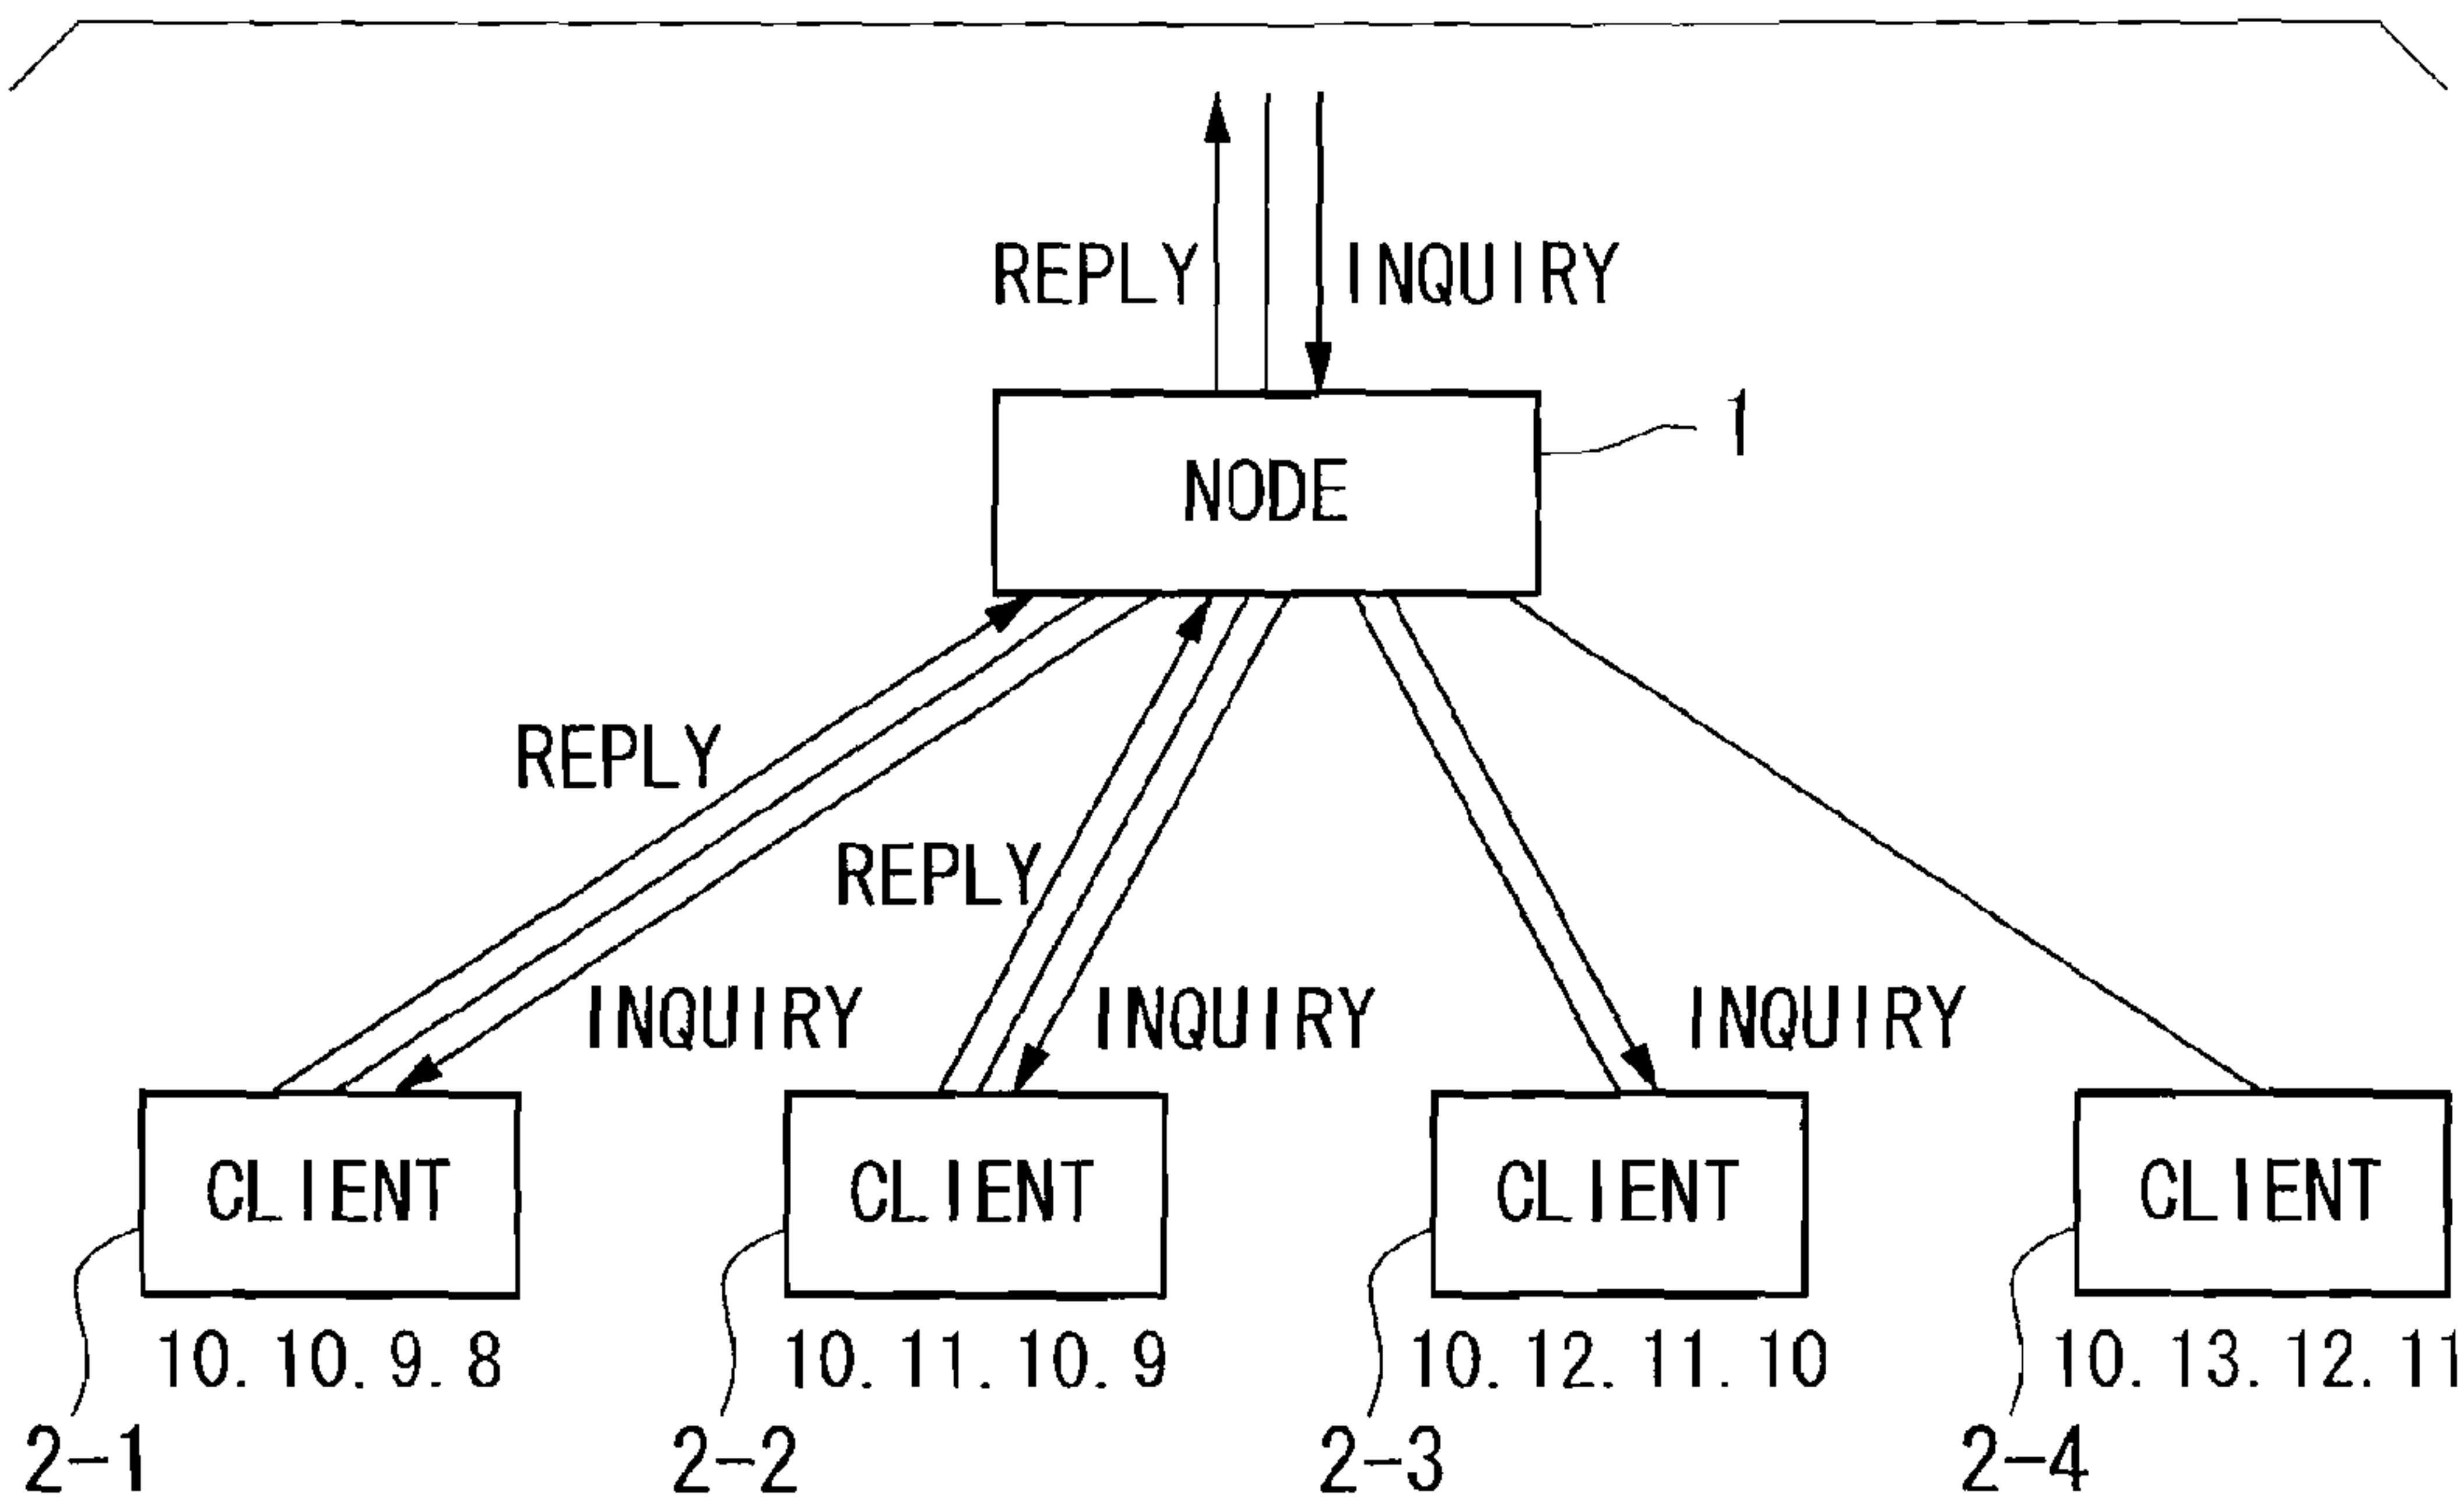 REPLY INQUIRY
1
NODE
REPLY
REPLY
INQUIRY INQUIRY INQUIRY
CLIENT CLIENT CLIENT CLIENT
10. 10. 9. 8 10. 11. 10. 9 10. 12. 11. 10 10. 13. 12. 11
2-1 2-2 2-3 2-4